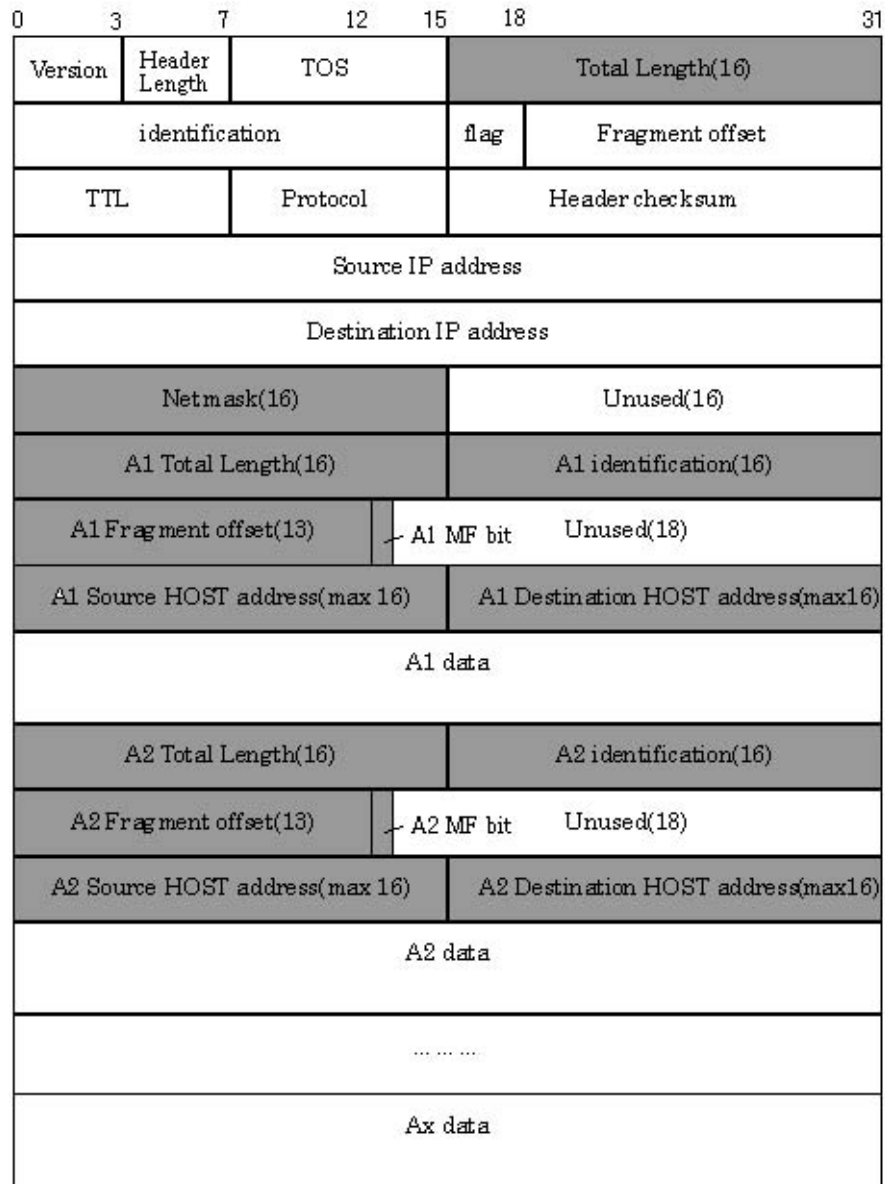 0 3 7 12 15 18 31
Version Header Length TOS Total Length(16)
identification flag Fragment offset
TTL Protocol Header checksum
Source IP address
Destination IP address
Netmask(16) Unused(16)
A1 Total Length(16) A1 identification(16)
A1 Fragment offset(13) A1 MF bit Unused(18)
A1 Source HOST address(max 16) A1 Destination HOST address(max16)
A1 data
A2 Total Length(16) A2 identification(16)
A2 Fragment offset(13) A2 MF bit Unused(18)
A2 Source HOST address(max 16) A2 Destination HOST address(max16)
A2 data
... ... ...
Ax data